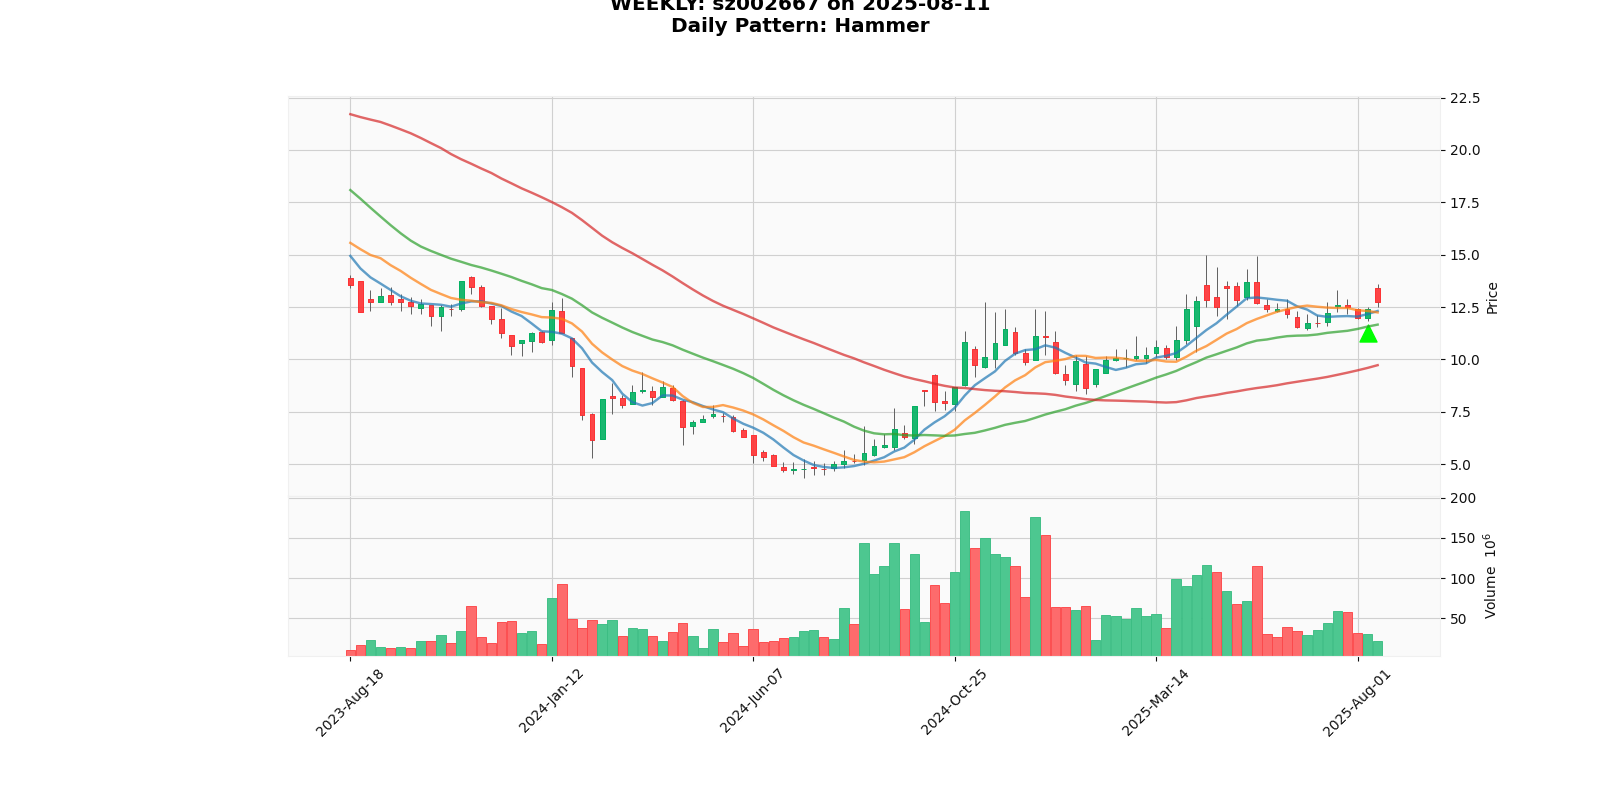 WEEKLY: sz002667 on 2025-08-11
Daily Pattern: Hammer
22.5
20.0
17.5
15.0
12.5
10.0
7.5
5.0
Price
200
150
100
50
Volume 10⁶
2023-Aug-18
2024-Jan-12
2024-Jun-07
2024-Oct-25
2025-Mar-14
2025-Aug-01